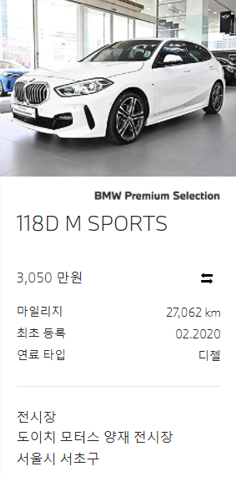 BMW Premium Selection
118D M SPORTS
3,050 만원
마일리지 27,062 km
최초 등록 02.2020
연료 타입 디젤
전시장
도이치 모터스 양재 전시장
서울시 서초구